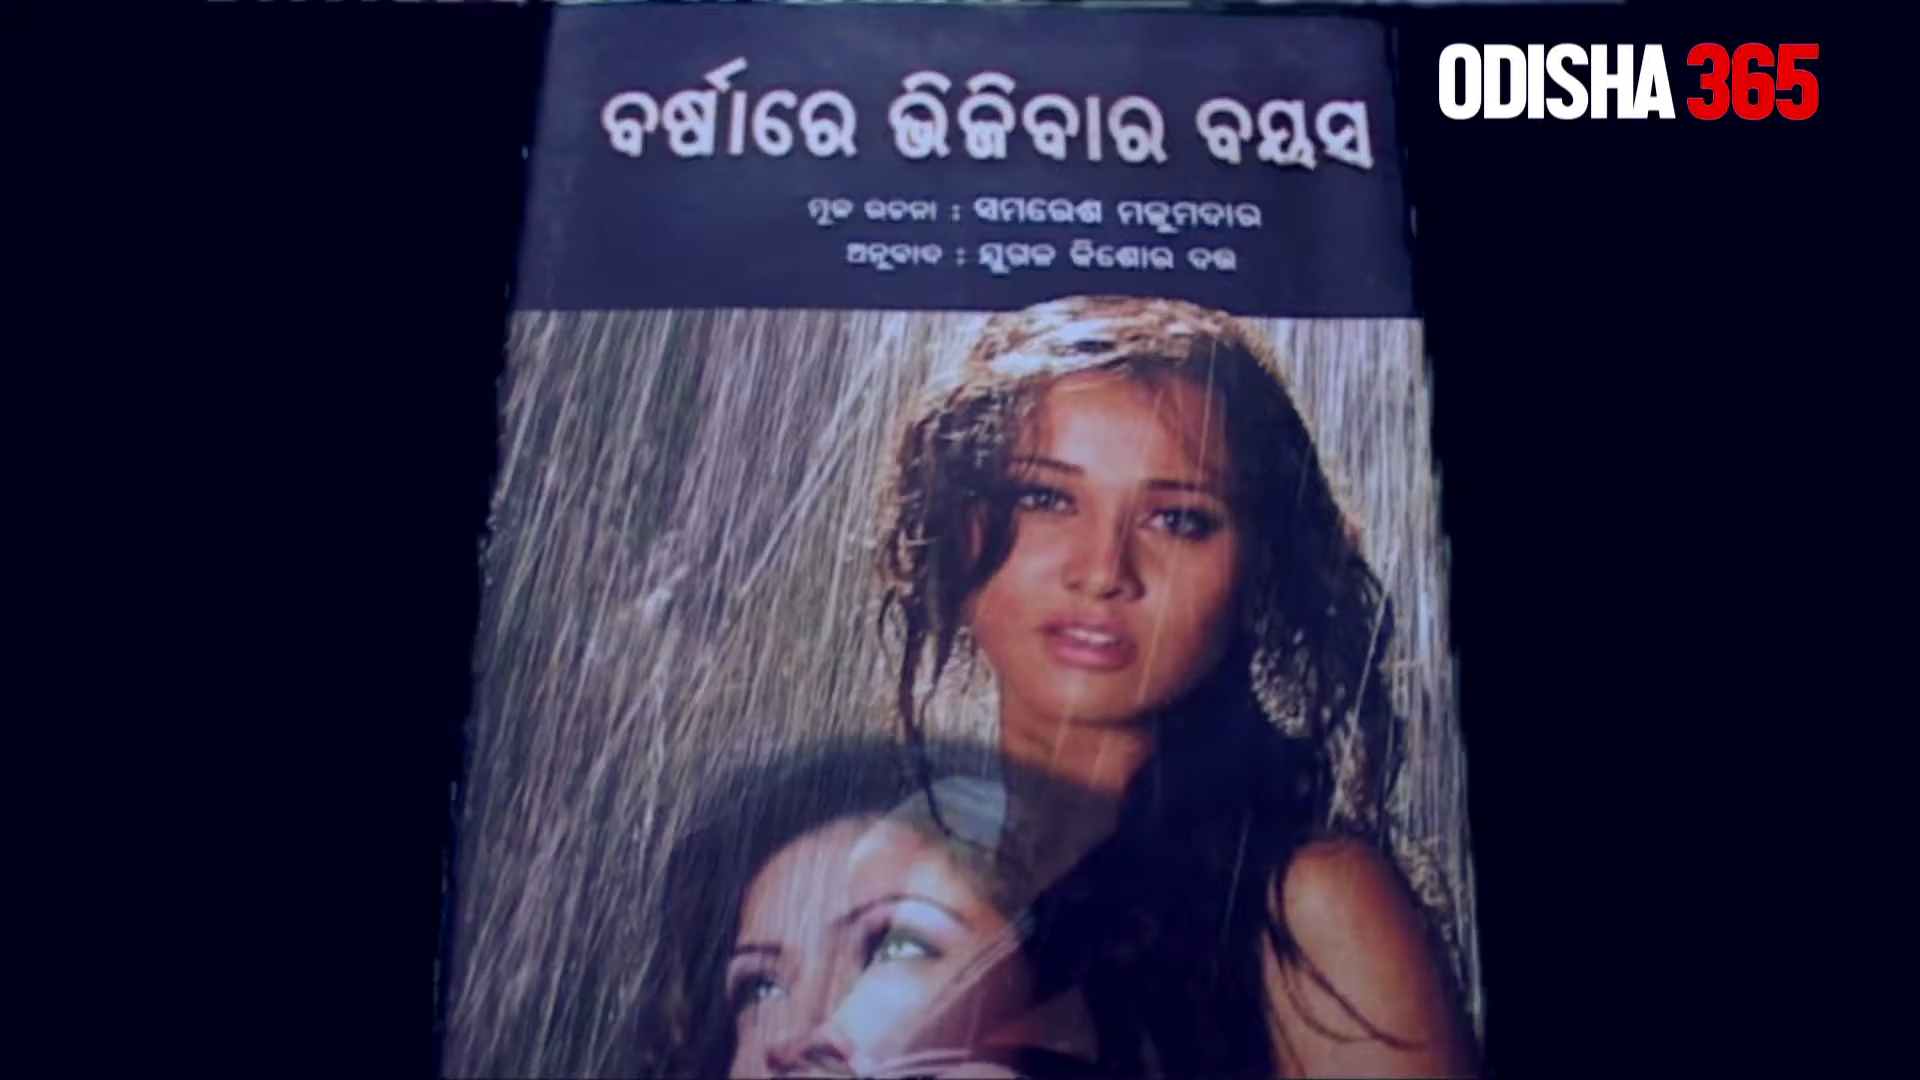 ODISHA 365
ବର୍ଷାରେ ଭିଜିବାର ବୟସ
ମୂଳ ରଚନା : ସମରେଶ ମଜୁମଦାର
ଅନୁବାଦ : ଯୁଗଳ କିଶୋର ଦତ୍ତ